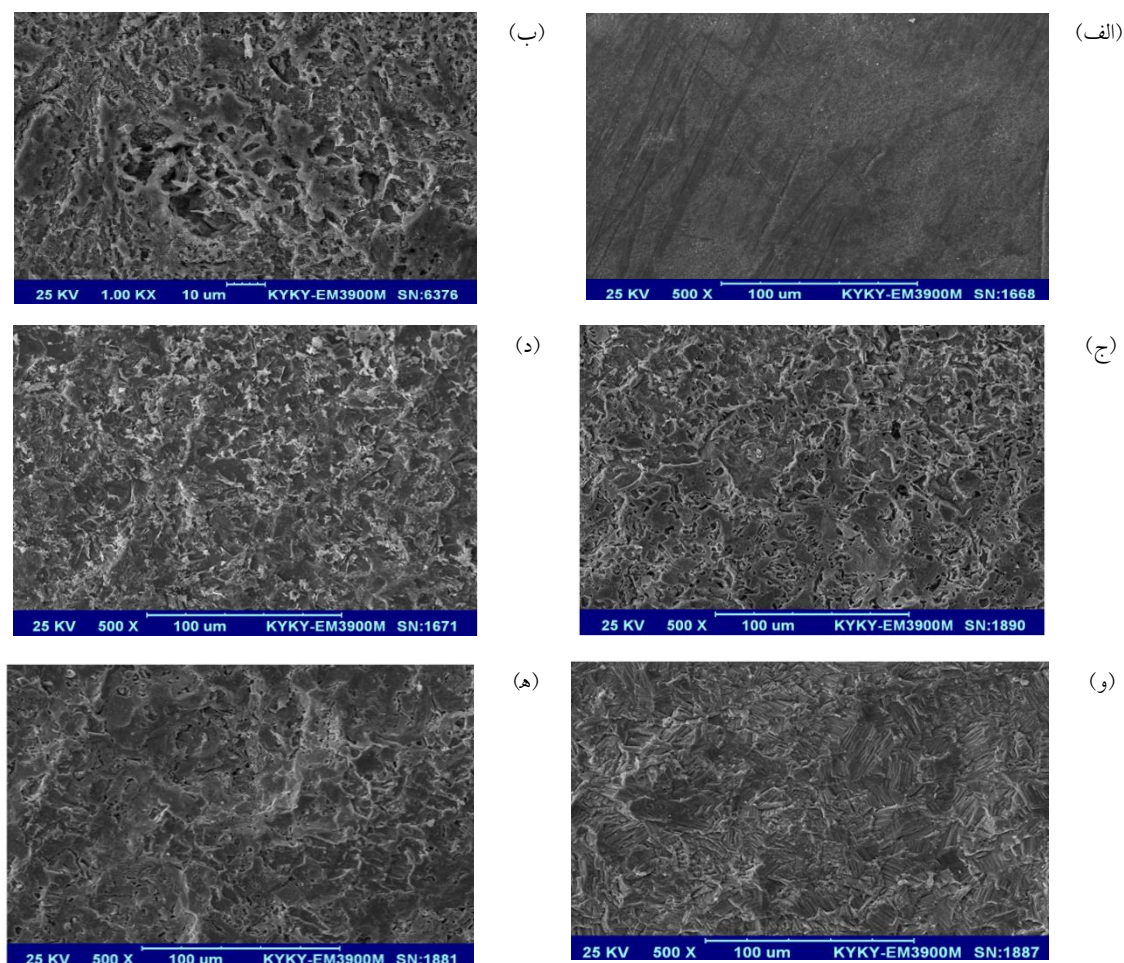 (الف)
25 KV 500 X 100 um KYKY-EM3900M SN:1668
(ب)
25 KV 1.00 KX 10 um KYKY-EM3900M SN:6376
(ج)
25 KV 500 X 100 um KYKY-EM3900M SN:1890
(د)
25 KV 500 X 100 um KYKY-EM3900M SN:1671
(و)
25 KV 500 X 100 um KYKY-EM3900M SN:1887
(ه)
25 KV 500 X 100 um KYKY-EM3900M SN:1881